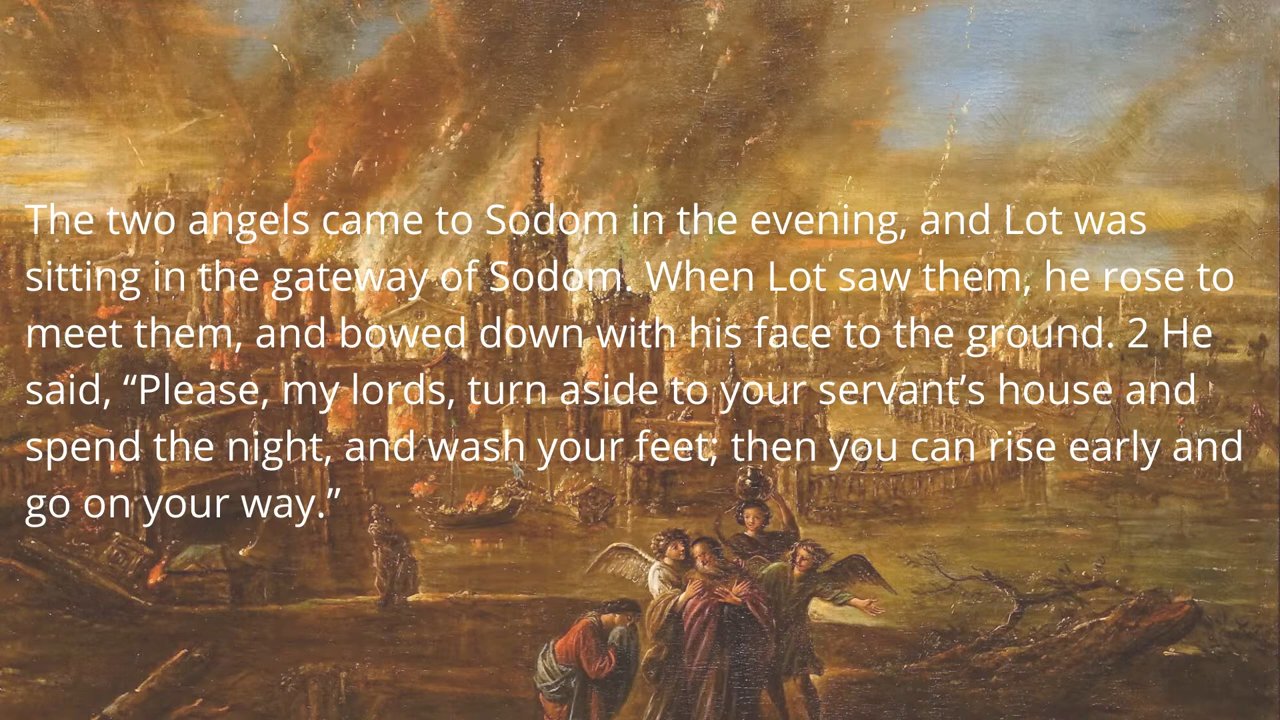 The two angels came to Sodom in the evening, and Lot was
sitting in the gateway of Sodom. When Lot saw them, he rose to
meet them, and bowed down with his face to the ground. 2 He
said, “Please, my lords, turn aside to your servant’s house and
spend the night, and wash your feet; then you can rise early and
go on your way.”